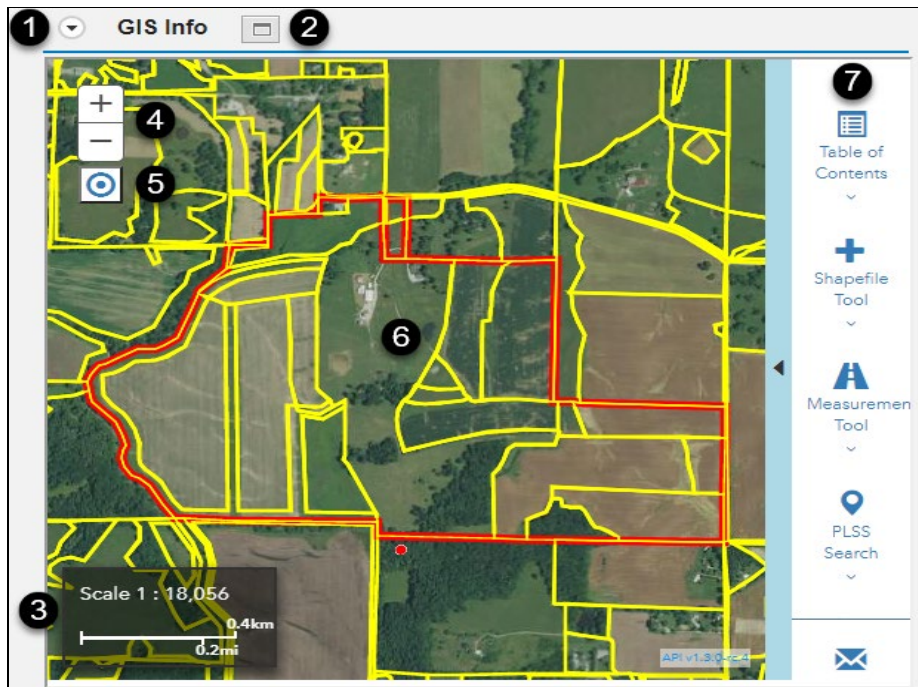 1 GIS Info 2
7
+
4
−
5
Table of
Contents
Shapefile
Tool
6
Measuremen
Tool
PLSS
Search
3
Scale 1 : 18,056
0.4km
0.2mi
API v1.3.0-rc.4